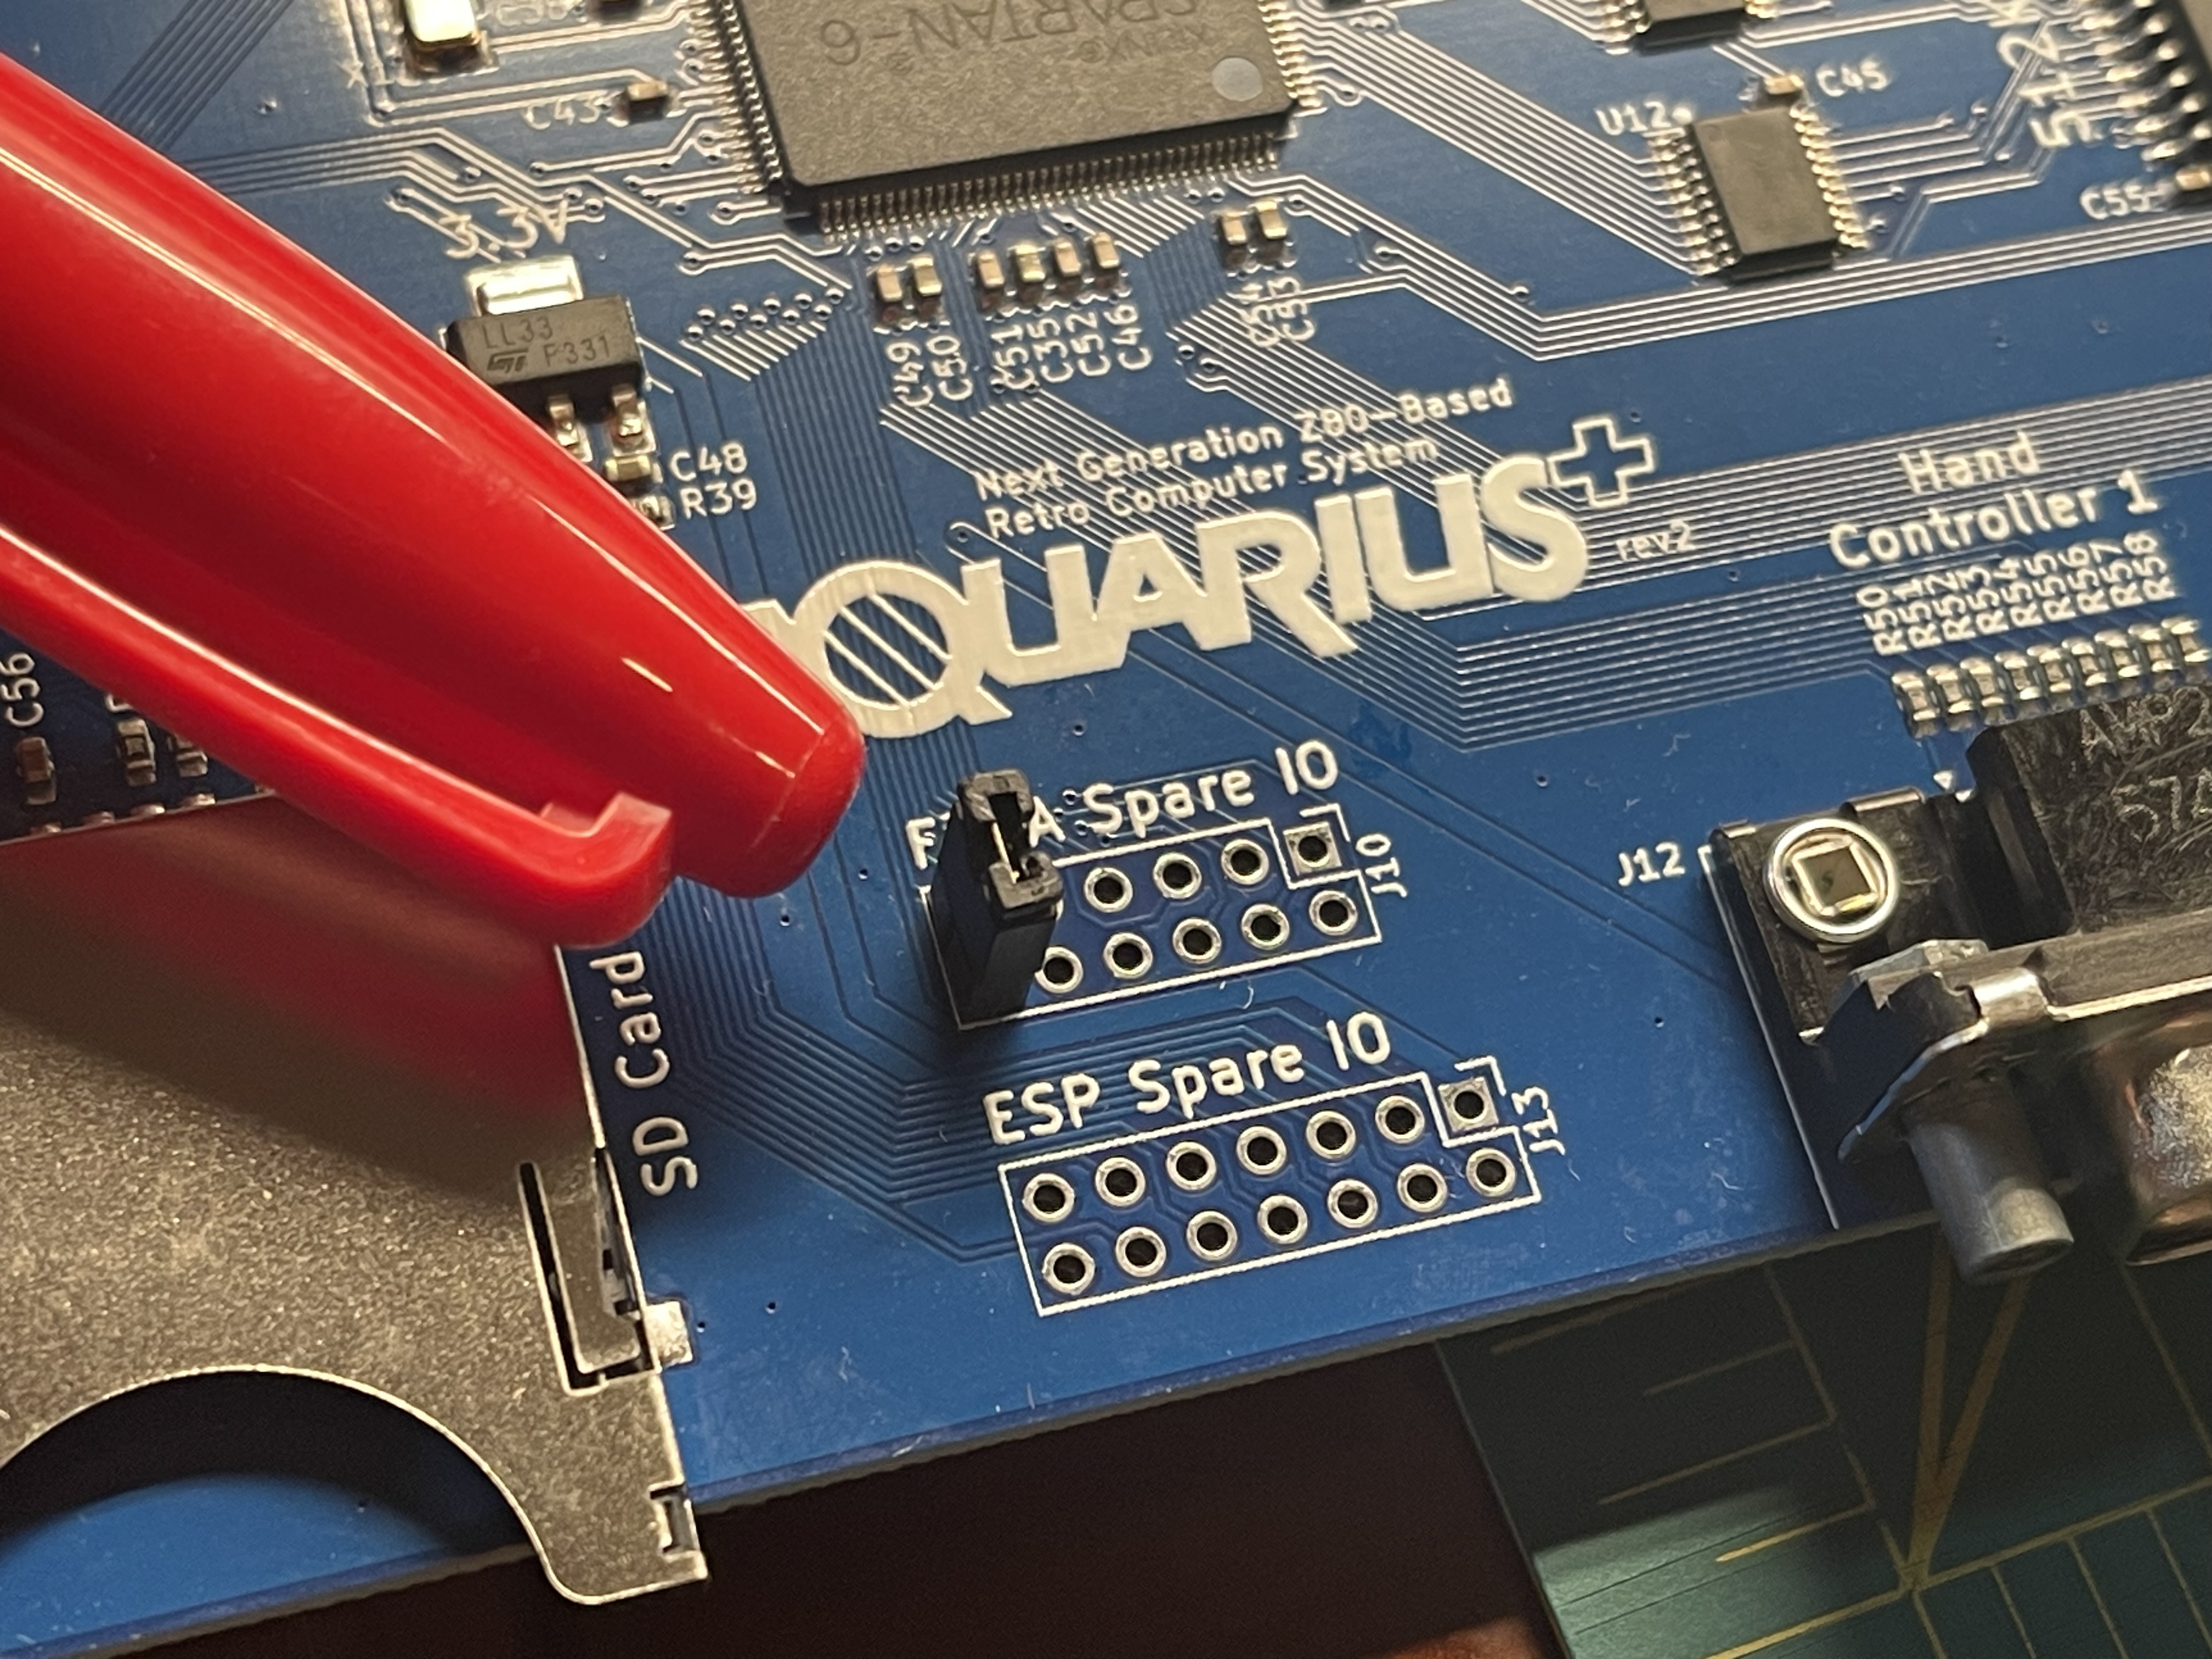 SPARTAN-6
XILINX
C43
C45
U12
512
C55
3.3V
LL33
P331
C49
C50
C51
C35
C52
C46
C54
C53
C48
R39
Next Generation Z80-Based
Retro Computer System
QUARIUS+
rev2
Hand
Controller 1
R50
R51
R52
R53
R54
R55
R56
R57
R58
C56
A Spare IO
J10
J12
SD Card
ESP Spare IO
J13